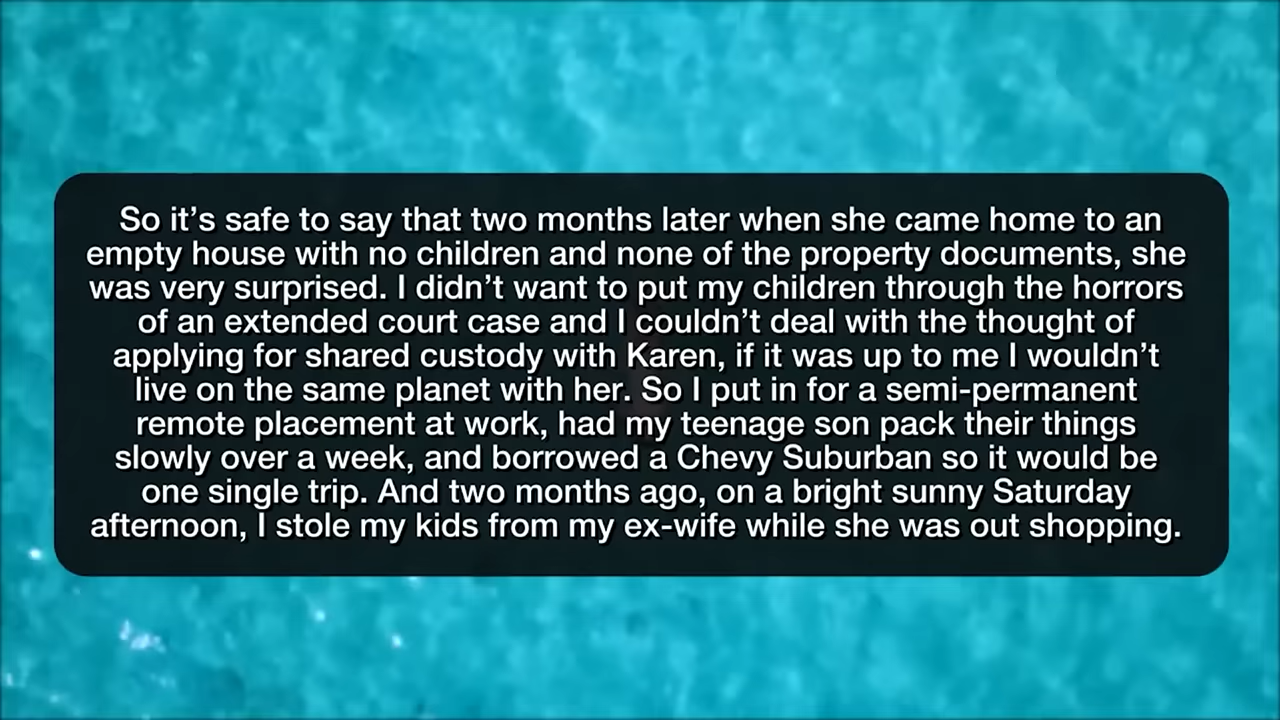 So it’s safe to say that two months later when she came home to an
empty house with no children and none of the property documents, she
was very surprised. I didn’t want to put my children through the horrors
of an extended court case and I couldn’t deal with the thought of
applying for shared custody with Karen, if it was up to me I wouldn’t
live on the same planet with her. So I put in for a semi-permanent
remote placement at work, had my teenage son pack their things
slowly over a week, and borrowed a Chevy Suburban so it would be
one single trip. And two months ago, on a bright sunny Saturday
afternoon, I stole my kids from my ex-wife while she was out shopping.